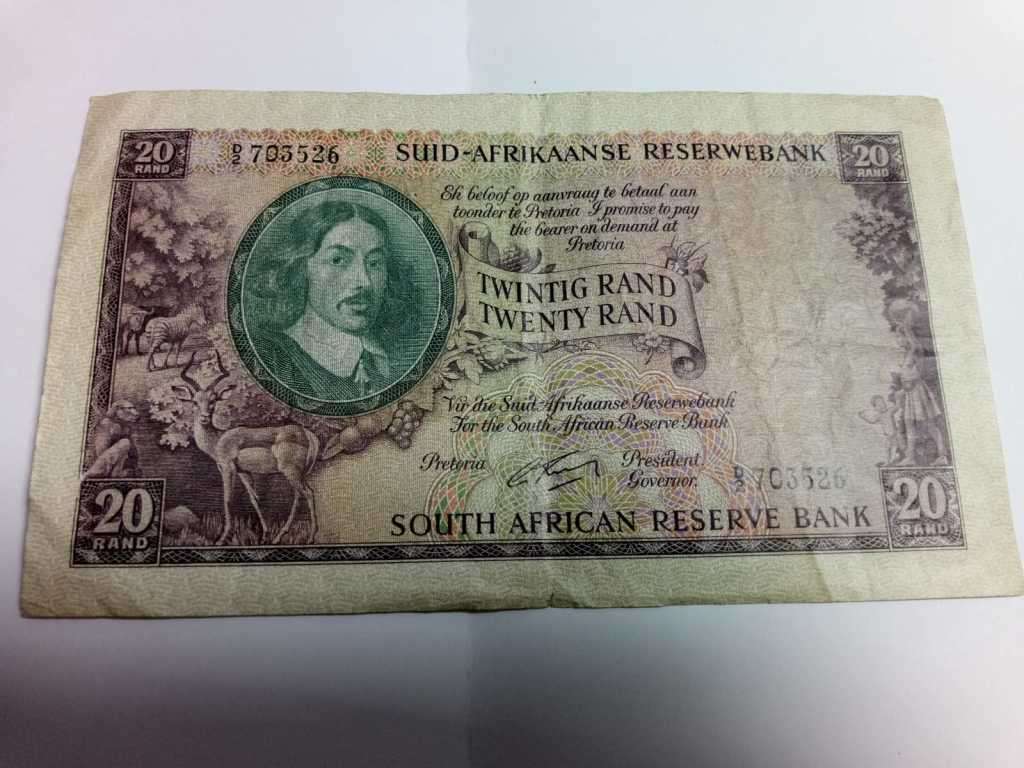 20 RAND
D/2 703526
SUID-AFRIKAANSE RESERWEBANK
20 RAND
Ek beloof op aanvraag te betaal aan
toonder te Pretoria I promise to pay
the bearer on demand at
Pretoria
TWINTIG RAND
TWENTY RAND
Vir die Suid-Afrikaanse Reserwebank
For the South African Reserve Bank
Pretoria
President.
Governor.
D/2 703526
20 RAND
SOUTH AFRICAN RESERVE BANK
20 RAND